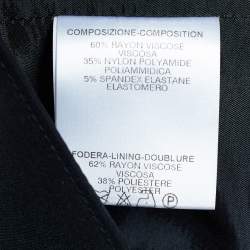 COMPOSIZIONE-COMPOSITION
60% RAYON VISCOSE
VISCOSA
35% NYLON POLYAMIDE
POLIAMMIDICA
5% SPANDEX ELASTANE
ELASTOMERO
FODERA-LINING-DOUBLURE
62% RAYON VISCOSE
VISCOSA
38% POLIESTERE
POLYESTER